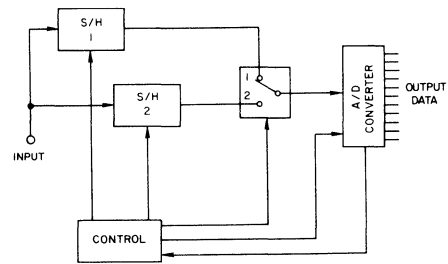 S/H
1
S/H
2
1
2
INPUT
A/D
CONVERTER
OUTPUT
DATA
CONTROL